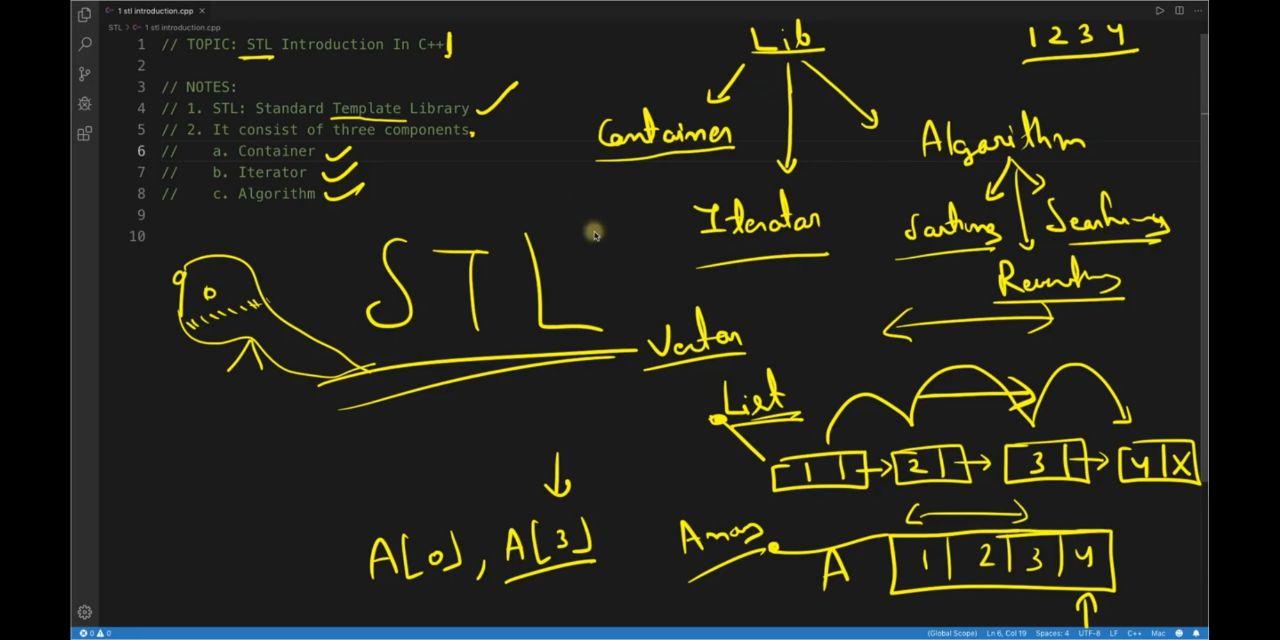 1 stl introduction.cpp
STL > 1 stl introduction.cpp
1 // TOPIC: STL Introduction In C++
2
3 // NOTES:
4 // 1. STL: Standard Template Library
5 // 2. It consist of three components.
6 // a. Container
7 // b. Iterator
8 // c. Algorithm
9
10
Lib
1 2 3 4
Container
Algorithm
Iterator
Sorting
Searching
STL
Vector
List
1 2 3 4 X
A[0], A[3]
Array
A
1 2 3 4
0 0
(Global Scope) Ln 6, Col 19 Spaces: 4 UTF-8 LF C++ Mac